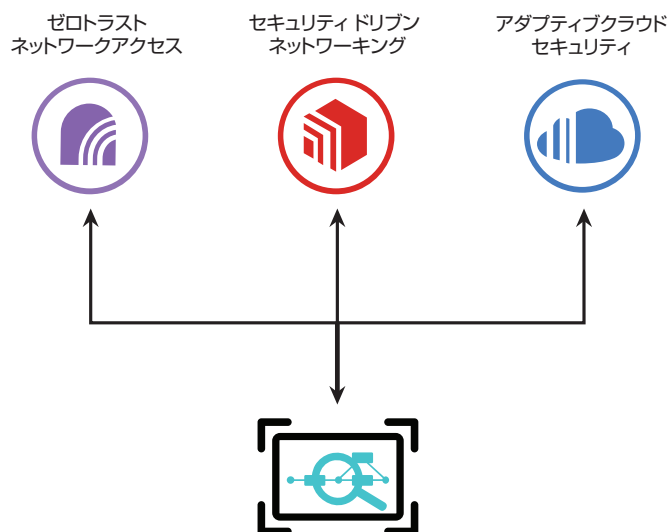 ゼロトラスト
ネットワークアクセス
セキュリティドリブン
ネットワーキング
アダプティブクラウド
セキュリティ